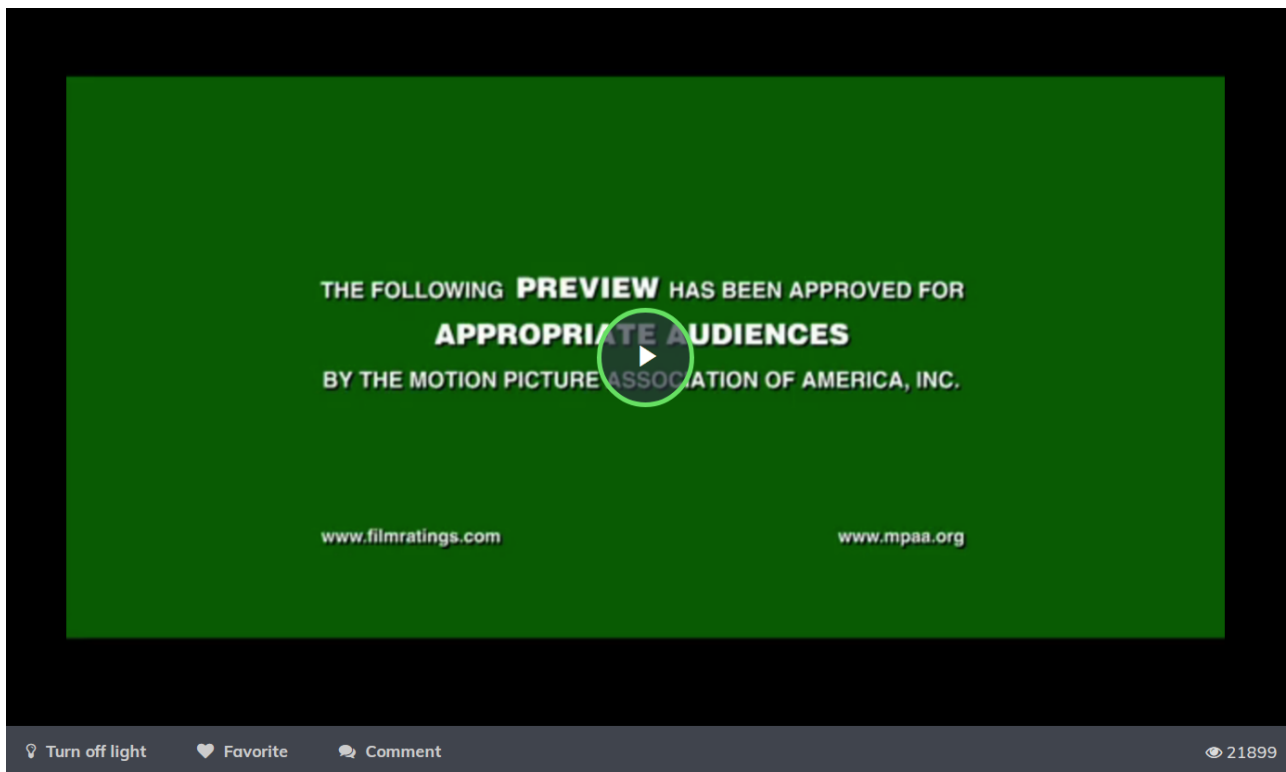 THE FOLLOWING PREVIEW HAS BEEN APPROVED FOR
APPROPRIATE AUDIENCES
BY THE MOTION PICTURE ASSOCIATION OF AMERICA, INC.
www.filmratings.com www.mpaa.org
Turn off light Favorite Comment 21899